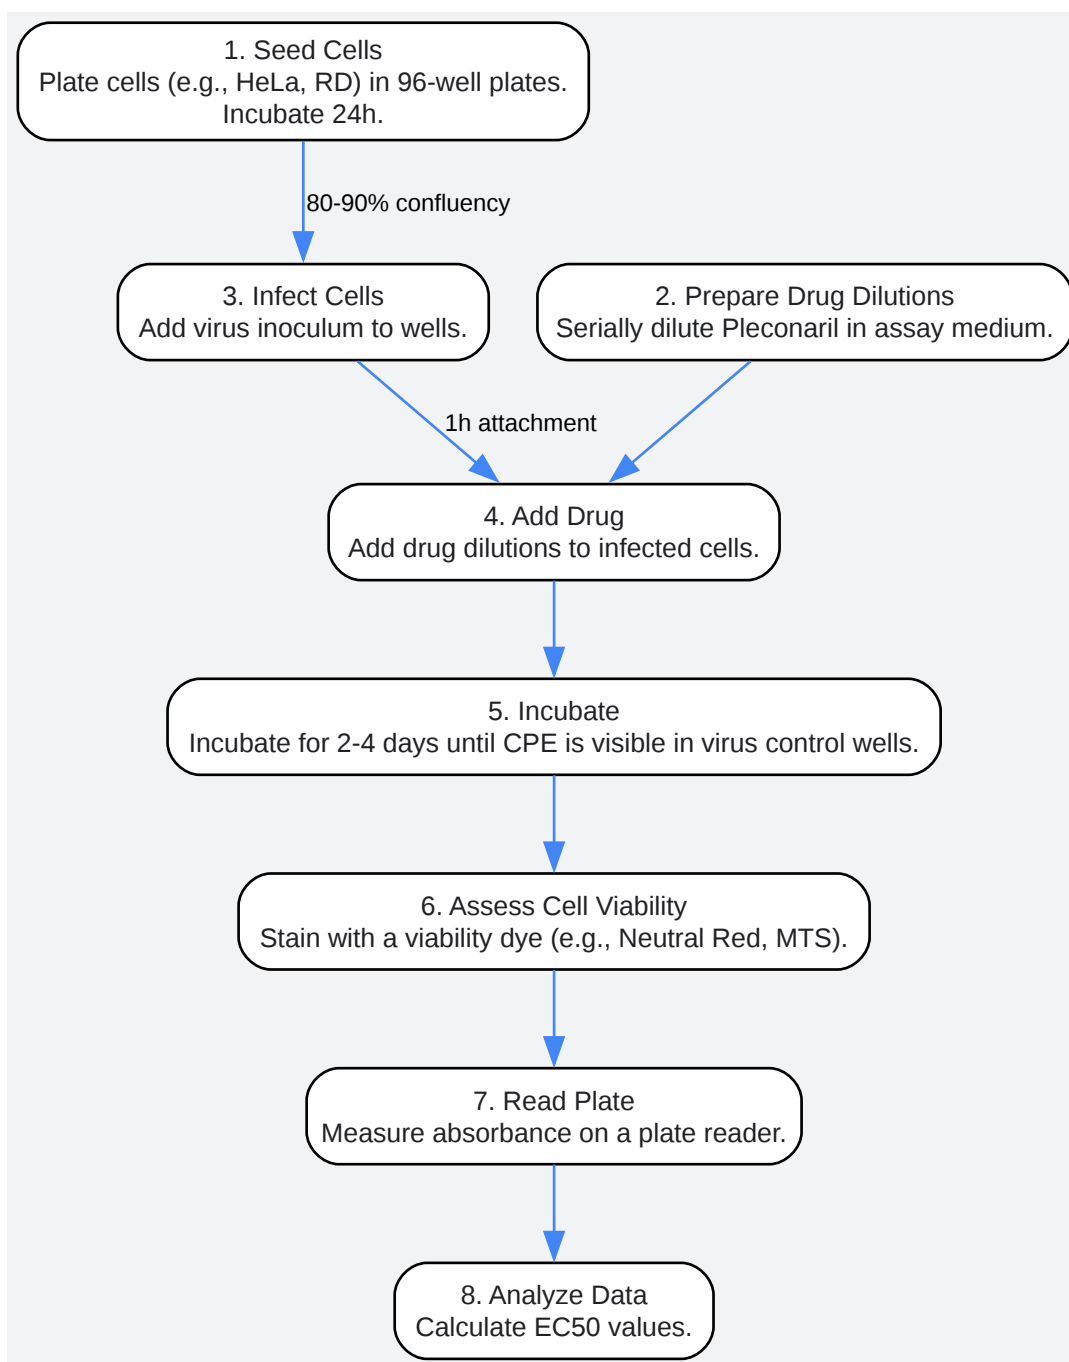 1. Seed Cells
Plate cells (e.g., HeLa, RD) in 96-well plates.
Incubate 24h.
80-90% confluency
3. Infect Cells
Add virus inoculum to wells.
2. Prepare Drug Dilutions
Serially dilute Pleconaril in assay medium.
1h attachment
4. Add Drug
Add drug dilutions to infected cells.
5. Incubate
Incubate for 2-4 days until CPE is visible in virus control wells.
6. Assess Cell Viability
Stain with a viability dye (e.g., Neutral Red, MTS).
7. Read Plate
Measure absorbance on a plate reader.
8. Analyze Data
Calculate EC50 values.